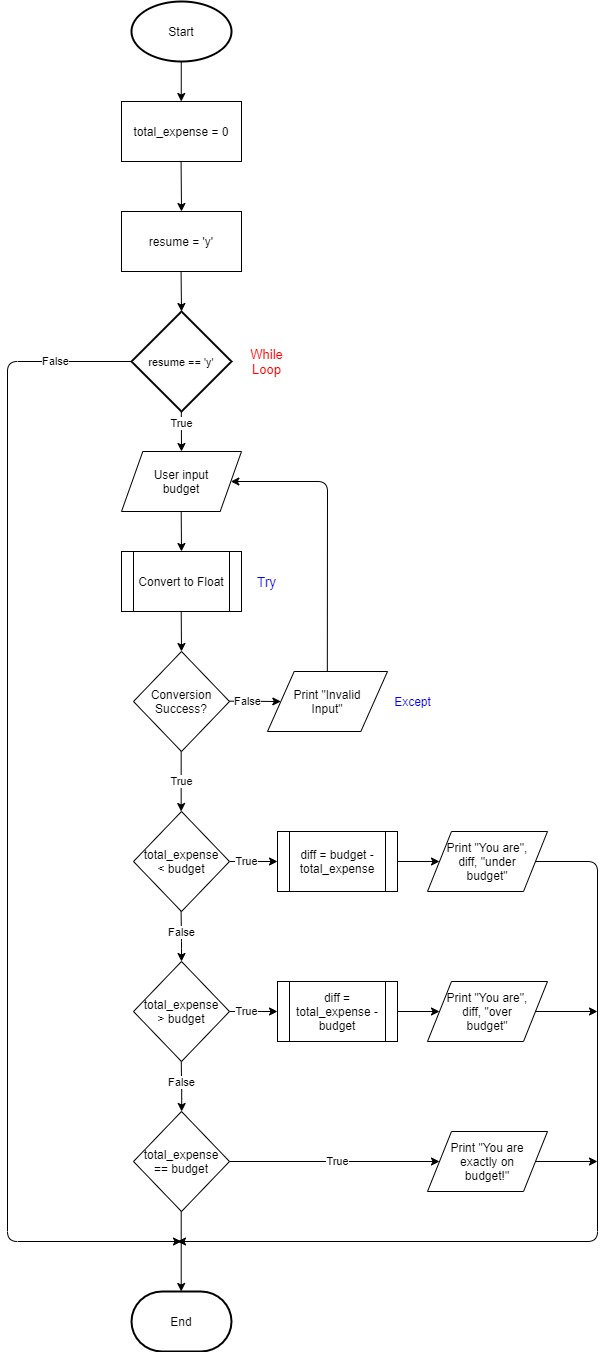 Start
total_expense = 0
resume = 'y'
resume == 'y'
False
While
Loop
True
User input
budget
Convert to Float
Try
Conversion
Success?
False
Print "Invalid
Input"
Except
True
total_expense
< budget
True
diff = budget -
total_expense
Print "You are",
diff, "under
budget"
False
total_expense
> budget
True
diff =
total_expense -
budget
Print "You are",
diff, "over
budget"
False
total_expense
== budget
True
Print "You are
exactly on
budget!"
End